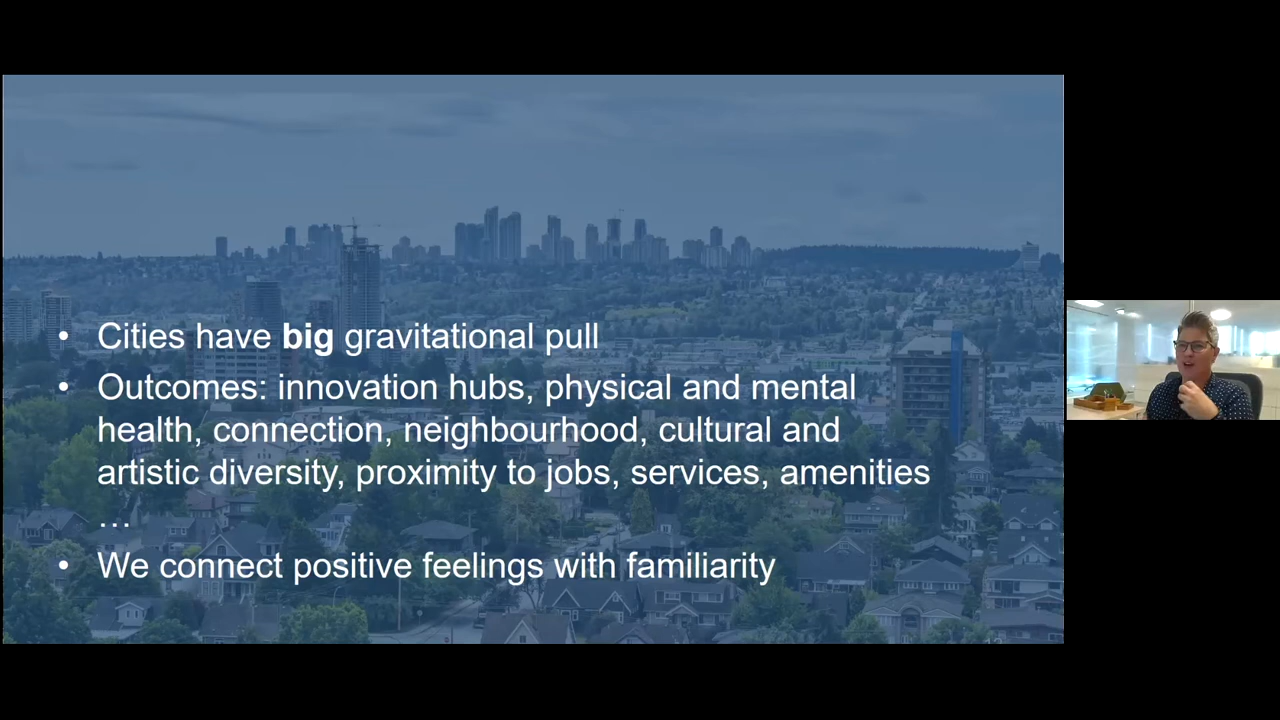 • Cities have big gravitational pull
• Outcomes: innovation hubs, physical and mental
health, connection, neighbourhood, cultural and
artistic diversity, proximity to jobs, services, amenities
…
• We connect positive feelings with familiarity